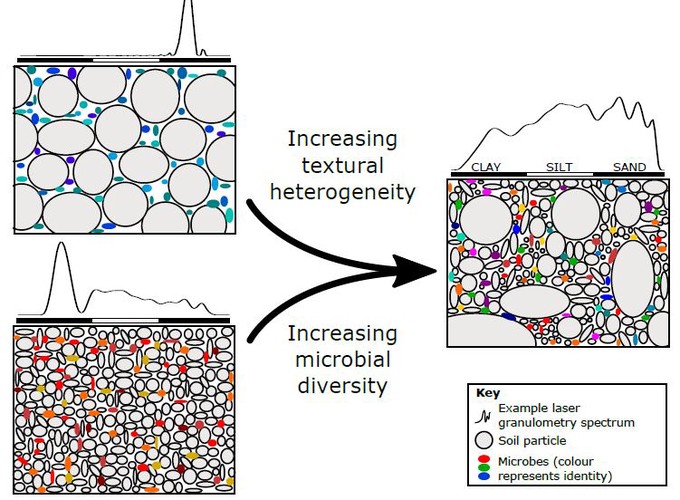 Increasing
textural
heterogeneity
CLAY SILT SAND
Increasing
microbial
diversity
Key
Example laser
granulometry spectrum
Soil particle
Microbes (colour
represents identity)